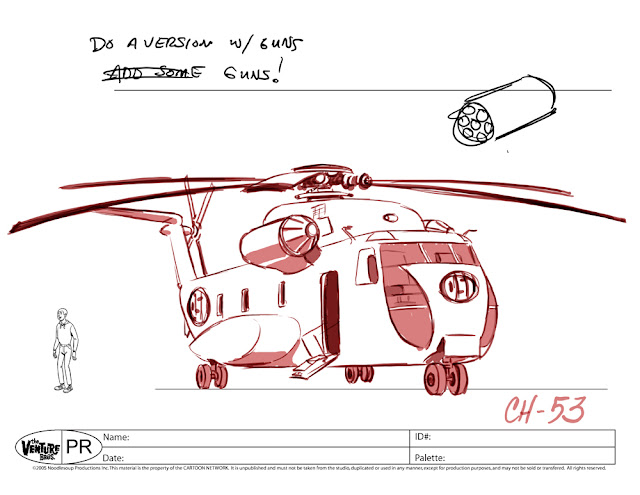 DO A VERSION W/ GUNS
ADD SOME GUNS!
OSI
OSI
CH-53
the VENTURE BROS.
PR
Name:
ID#:
Date:
Palette:
©2005 Noodlesoup Productions Inc. This material is the property of the CARTOON NETWORK. It is unpublished and must not be taken from the studio, duplicated or used in any manner, except for production purposes, and may not be sold or transfered. All rights reserved.